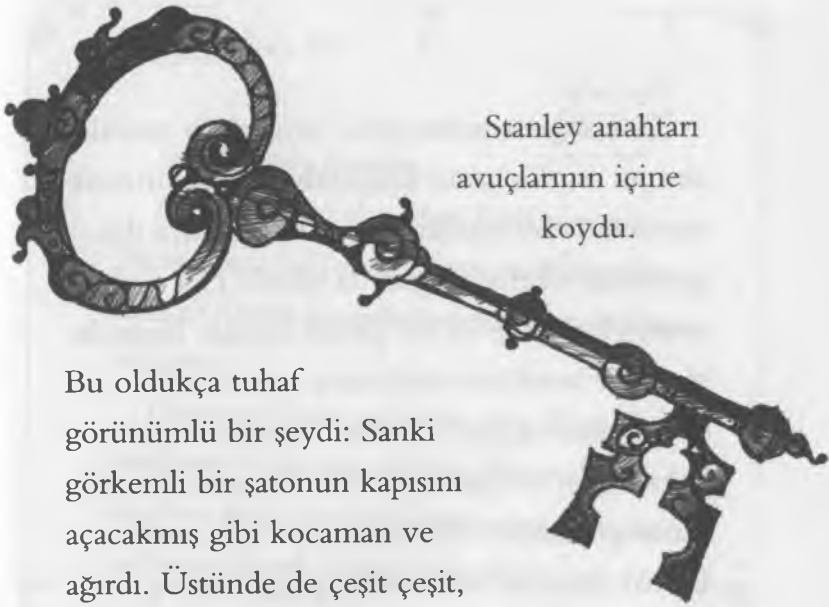 Stanley anahtarı
avuçlarının içine
koydu.
Bu oldukça tuhaf
görünümlü bir şeydi: Sanki
görkemli bir şatonun kapısını
açacakmış gibi kocaman ve
ağırdı. Üstünde de çeşit çeşit,